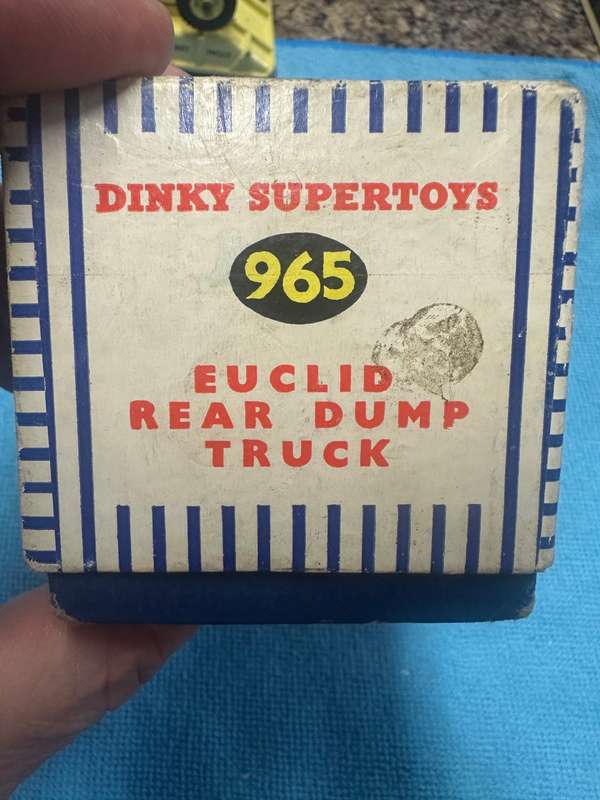 DINKY SUPERTOYS
965
EUCLID
REAR DUMP
TRUCK